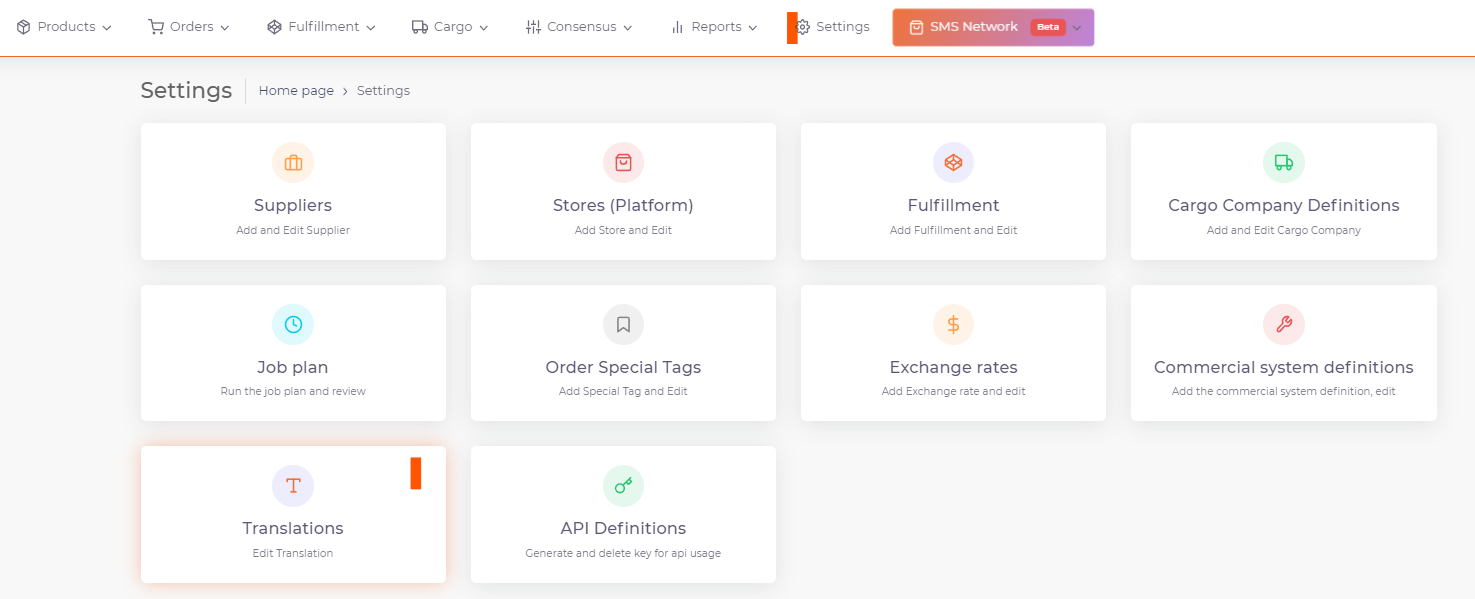 Products Orders Fulfillment Cargo Consensus Reports Settings SMS Network Beta
Settings Home page › Settings
Suppliers
Add and Edit Supplier
Stores (Platform)
Add Store and Edit
Fulfillment
Add Fulfillment and Edit
Cargo Company Definitions
Add and Edit Cargo Company
Job plan
Run the job plan and review
Order Special Tags
Add Special Tag and Edit
Exchange rates
Add Exchange rate and edit
Commercial system definitions
Add the commercial system definition, edit
Translations
Edit Translation
API Definitions
Generate and delete key for api usage